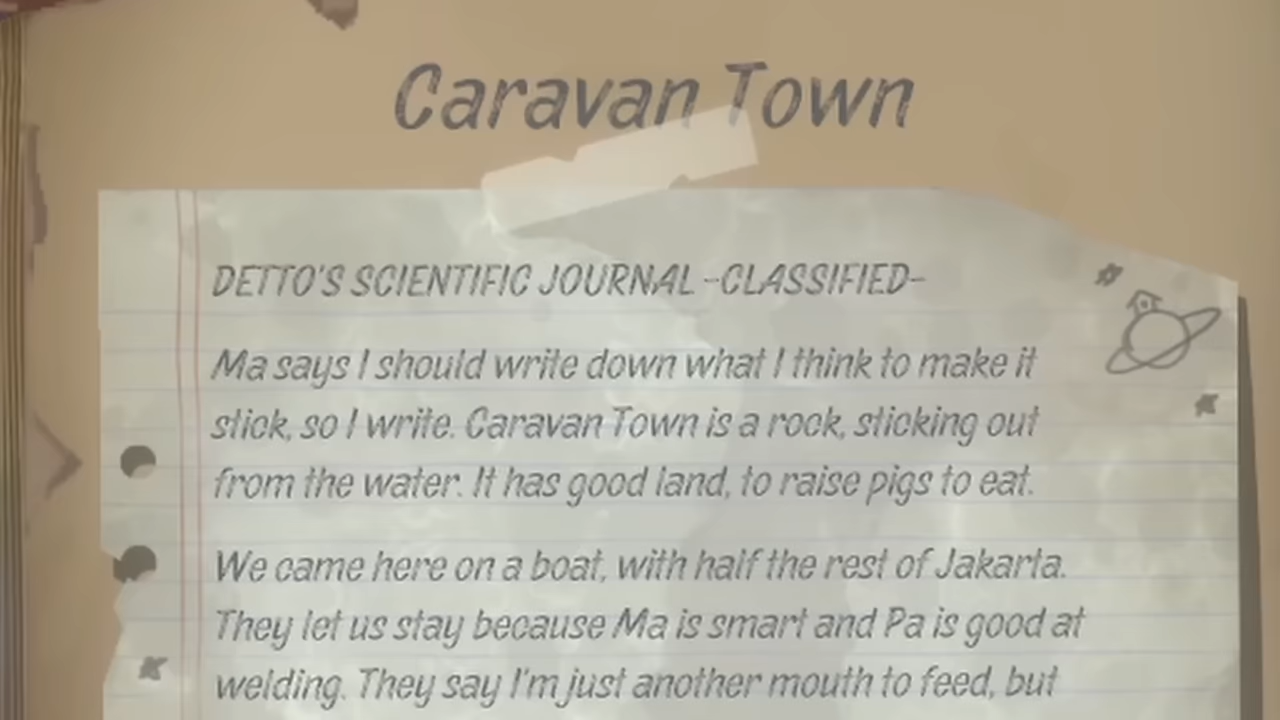 Caravan Town
DETTO'S SCIENTIFIC JOURNAL -CLASSIFIED-
Ma says I should write down what I think to make it
stick, so I write. Caravan Town is a rock, sticking out
from the water. It has good land, to raise pigs to eat.
We came here on a boat, with half the rest of Jakarta.
They let us stay because Ma is smart and Pa is good at
welding. They say I'm just another mouth to feed, but